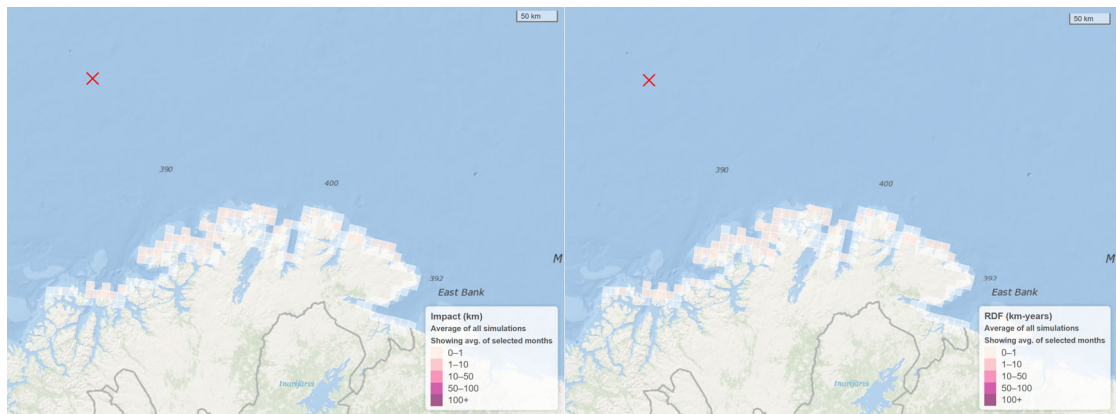 50 km
390
400
M
392
East Bank
Inarijärvi
Impact (km)
Average of all simulations
Showing avg. of selected months
0–1
1–10
10–50
50–100
100+
50 km
390
400
M
392
East Bank
Inarijärvi
RDF (km-years)
Average of all simulations
Showing avg. of selected months
0–1
1–10
10–50
50–100
100+